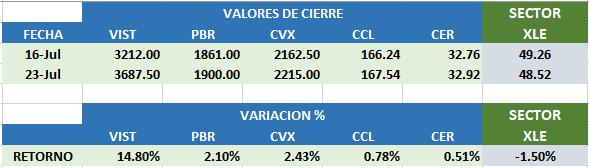 VALORES DE CIERRE SECTOR
FECHA VIST PBR CVX CCL CER XLE
16-Jul 3212.00 1861.00 2162.50 166.24 32.76 49.26
23-Jul 3687.50 1900.00 2215.00 167.54 32.92 48.52
VARIACION % SECTOR
VIST PBR CVX CCL CER XLE
RETORNO 14.80% 2.10% 2.43% 0.78% 0.51% -1.50%